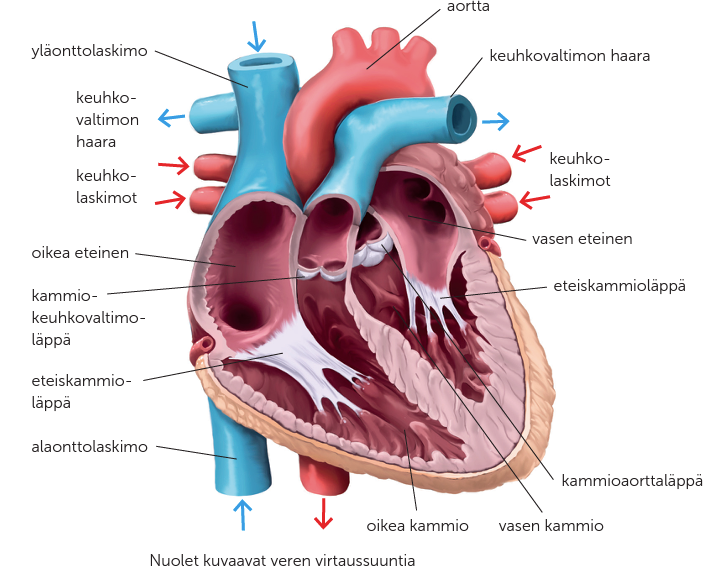 aortta
yläonttolaskimo
keuhkovaltimon haara
keuhko-
valtimon
haara
keuhko-
laskimot
keuhko-
laskimot
vasen eteinen
oikea eteinen
eteiskammioläppä
kammio-
keuhkovaltimo-
läppä
eteiskammio-
läppä
alaonttolaskimo
kammioaorttaläppä
oikea kammio
vasen kammio
Nuolet kuvaavat veren virtaussuuntia